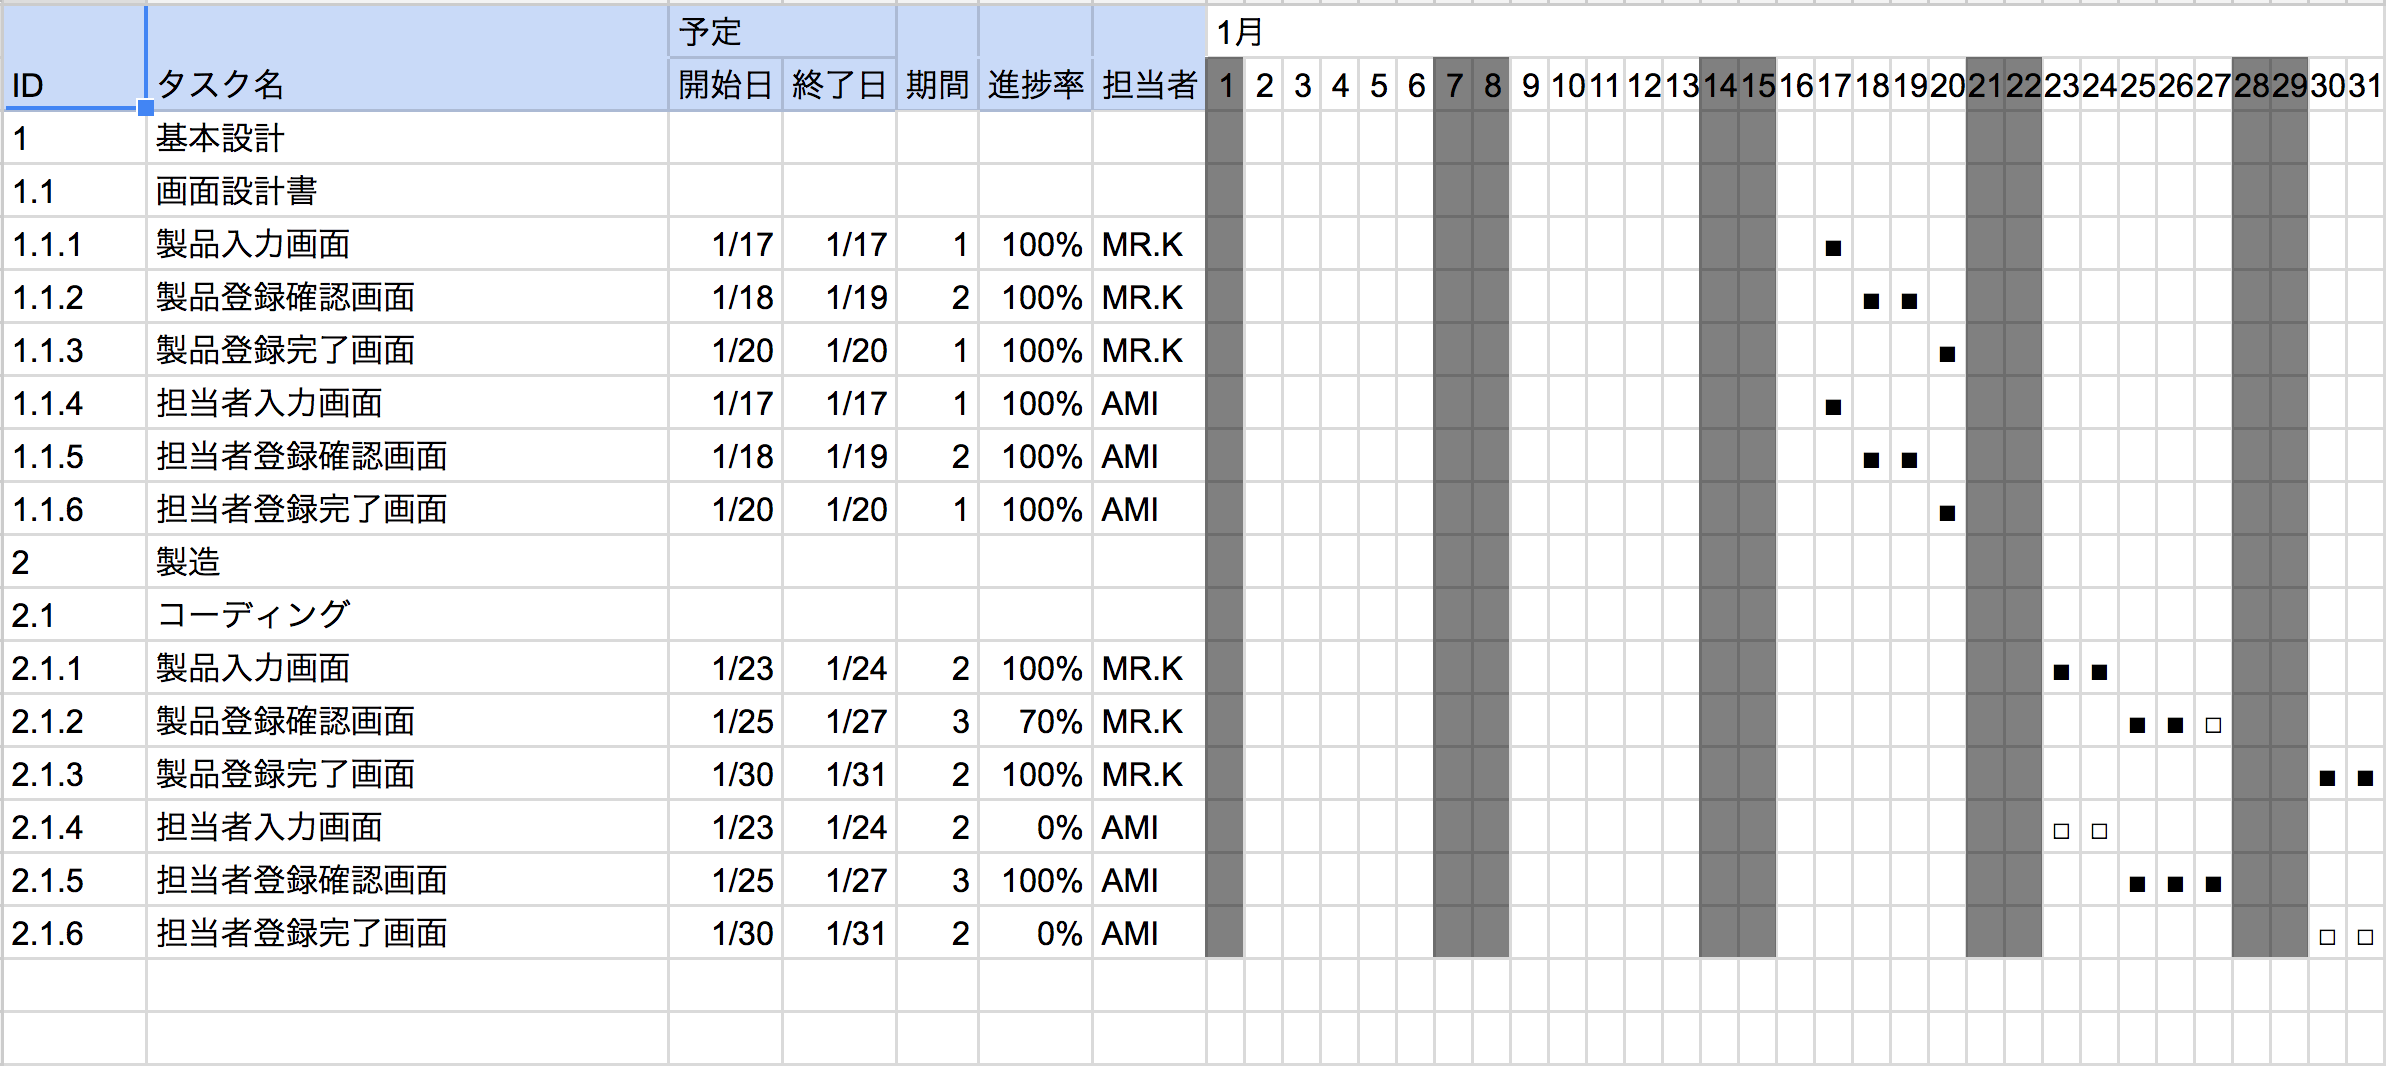 予定 1月
ID タスク名 開始日 終了日 期間 進捗率 担当者 1 2 3 4 5 6 7 8 9 10 11 12 13 14 15 16 17 18 19 20 21 22 23 24 25 26 27 28 29 30 31
1 基本設計
1.1 画面設計書
1.1.1 製品入力画面 1/17 1/17 1 100% MR.K ■
1.1.2 製品登録確認画面 1/18 1/19 2 100% MR.K ■ ■
1.1.3 製品登録完了画面 1/20 1/20 1 100% MR.K ■
1.1.4 担当者入力画面 1/17 1/17 1 100% AMI ■
1.1.5 担当者登録確認画面 1/18 1/19 2 100% AMI ■ ■
1.1.6 担当者登録完了画面 1/20 1/20 1 100% AMI ■
2 製造
2.1 コーディング
2.1.1 製品入力画面 1/23 1/24 2 100% MR.K ■ ■
2.1.2 製品登録確認画面 1/25 1/27 3 70% MR.K ■ ■ □
2.1.3 製品登録完了画面 1/30 1/31 2 100% MR.K ■ ■
2.1.4 担当者入力画面 1/23 1/24 2 0% AMI □ □
2.1.5 担当者登録確認画面 1/25 1/27 3 100% AMI ■ ■ ■
2.1.6 担当者登録完了画面 1/30 1/31 2 0% AMI □ □